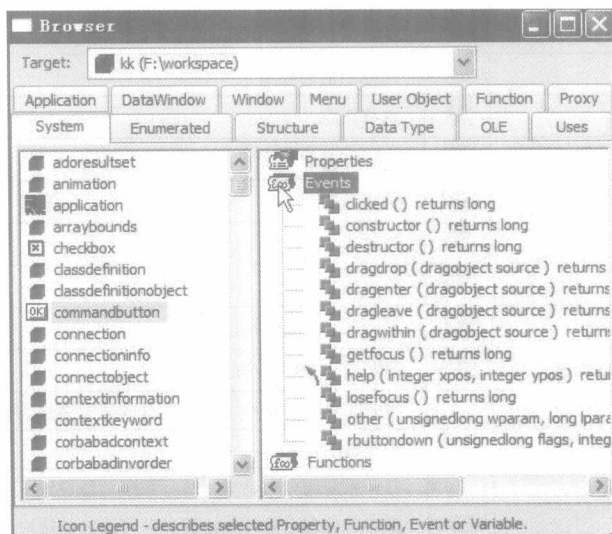 Browser
Target: kk (F:\workspace)
Application DataWindow Window Menu User Object Function Proxy
System Enumerated Structure Data Type OLE Uses
adoresultset
animation
application
arraybounds
checkbox
classdefinition
classdefinitionobject
OK commandbutton
connection
connectioninfo
connectobject
contextinformation
contextkeyword
corbabadcontext
corbabadinvorder
Properties
Events
clicked () returns long
constructor () returns long
destructor () returns long
dragdrop ( dragobject source ) returns
dragenter ( dragobject source ) returns
dragleave ( dragobject source ) returns
dragwithin ( dragobject source ) return
getfocus () returns long
help ( integer xpos, integer ypos ) retu
losefocus () returns long
other ( unsignedlong wparam, long lpara
rbuttondown ( unsignedlong flags, integ
Functions
Icon Legend - describes selected Property, Function, Event or Variable.